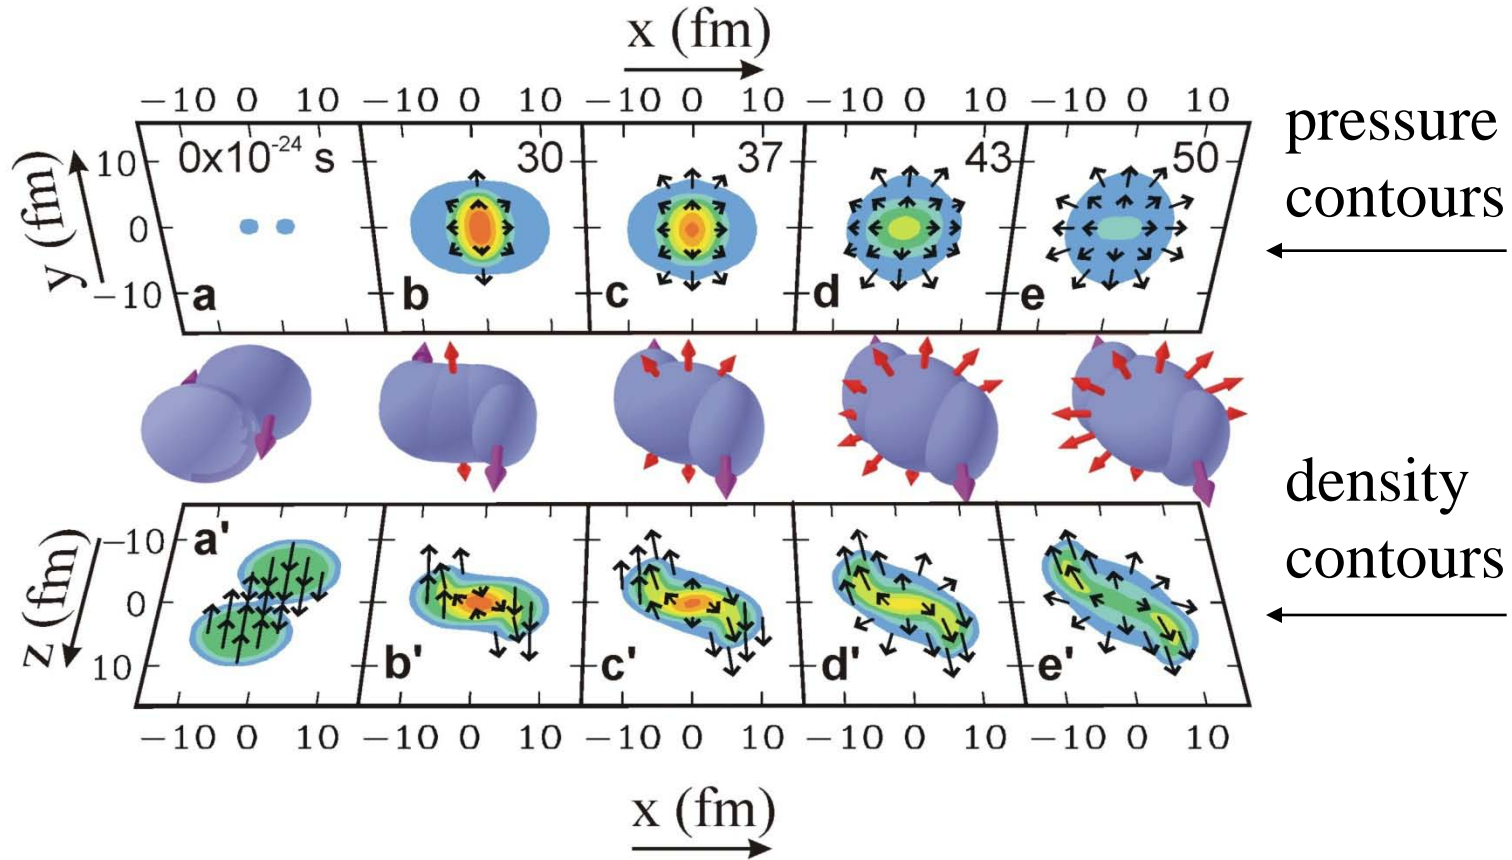 x (fm)
−10 0 10 −10 0 10 −10 0 10 −10 0 10 −10 0 10
pressure
contours
y (fm)
10
0
−10
0x10-24 s
30
37
43
50
a
b
c
d
e
density
contours
z (fm)
−10
0
10
a'
b'
c'
d'
e'
−10 0 10 −10 0 10 −10 0 10 −10 0 10 −10 0 10
x (fm)